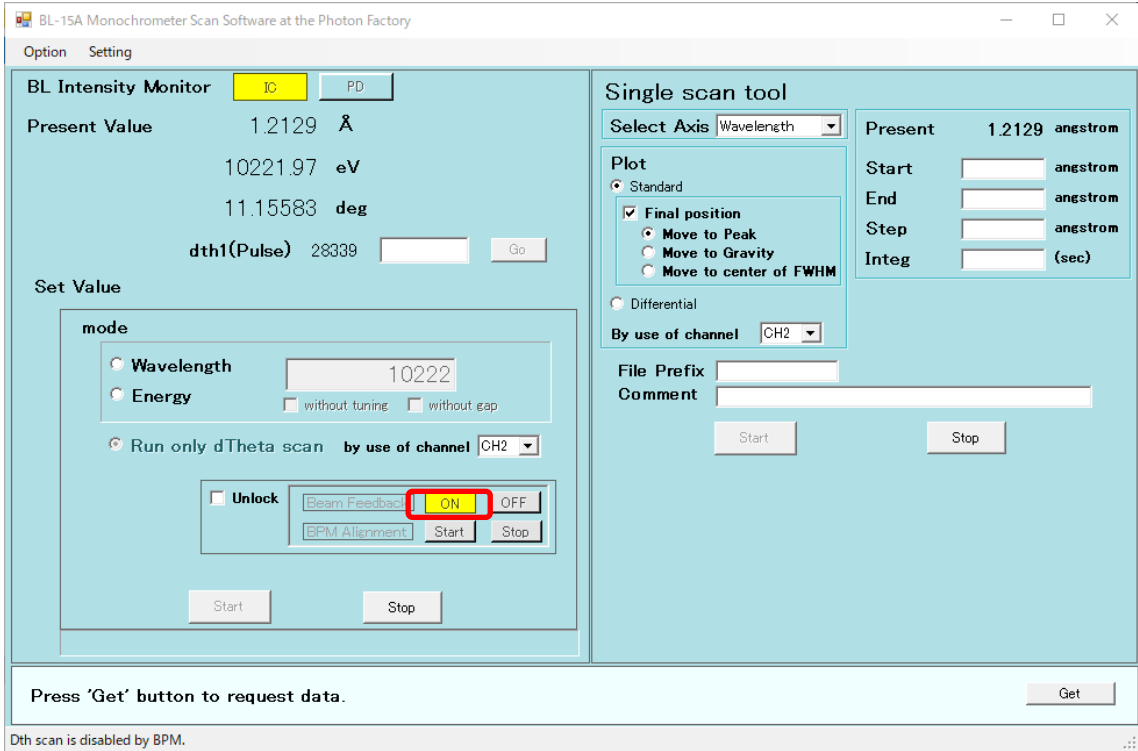 BL-15A Monochrometer Scan Software at the Photon Factory
Option Setting
BL Intensity Monitor IC PD
Present Value 1.2129 Å
10221.97 eV
11.15583 deg
dth1(Pulse) 28339 Go
Set Value
mode
Wavelength
10222
Energy
without tuning without gap
Run only dTheta scan by use of channel CH2
Unlock Beam Feedback ON OFF
BPM Alignment Start Stop
Start Stop
Single scan tool
Select Axis Wavelength
Plot
Standard
Final position
Move to Peak
Move to Gravity
Move to center of FWHM
Differential
By use of channel CH2
Present 1.2129 angstrom
Start angstrom
End angstrom
Step angstrom
Integ (sec)
File Prefix
Comment
Start Stop
Press 'Get' button to request data. Get
Dth scan is disabled by BPM.